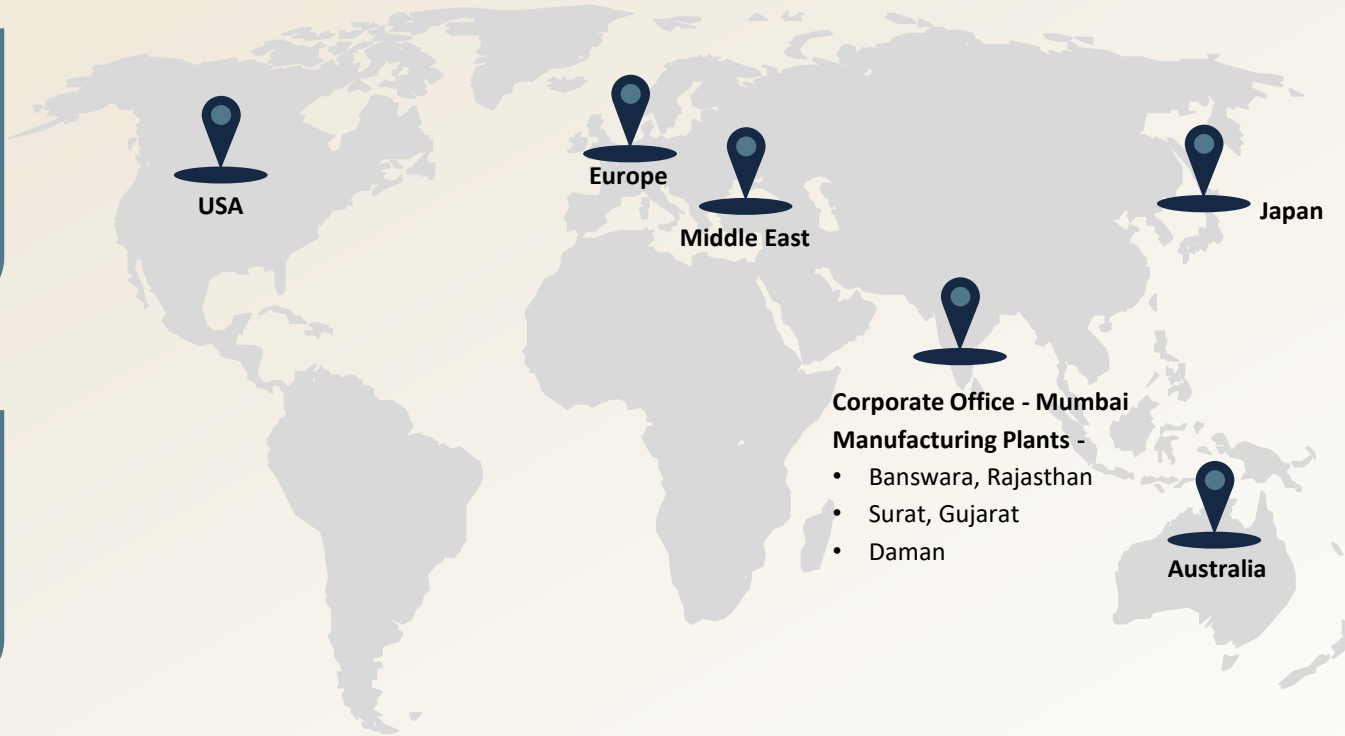 Europe
USA
Japan
Middle East
Corporate Office - Mumbai
Manufacturing Plants -
• Banswara, Rajasthan
• Surat, Gujarat
• Daman
Australia